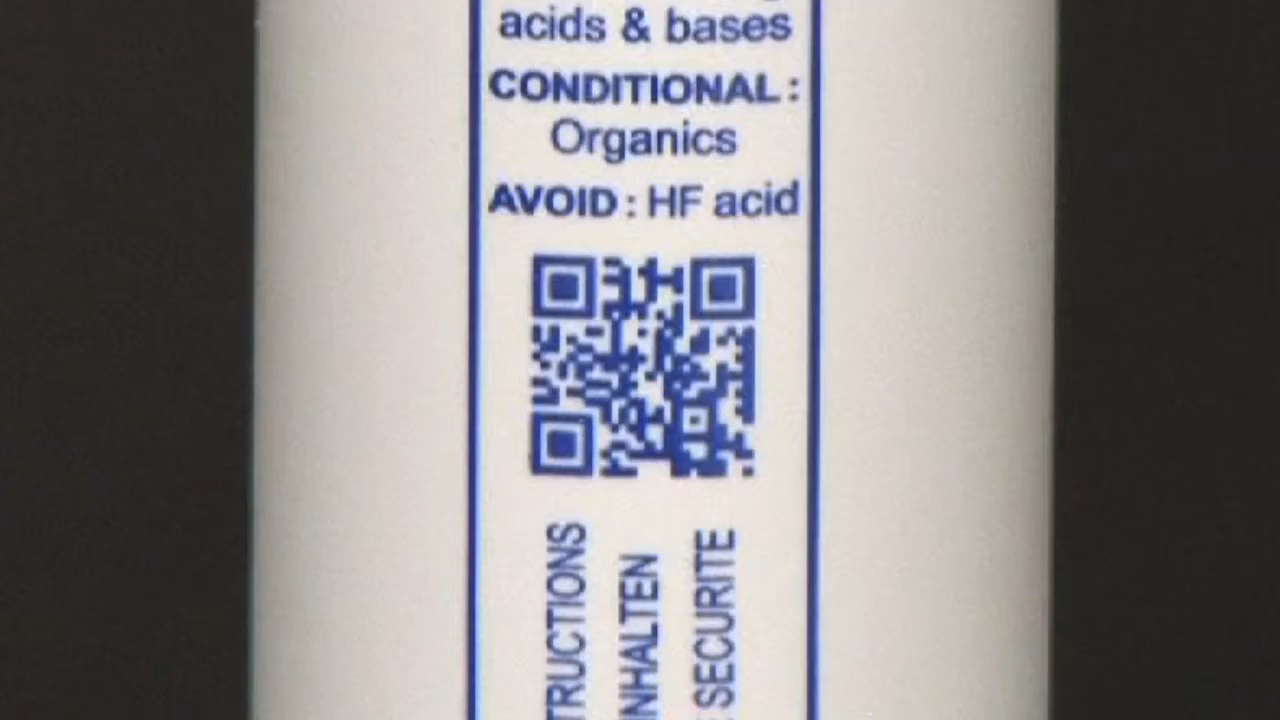 acids & bases
CONDITIONAL :
Organics
AVOID : HF acid
TRUCTIONS
INHALTEN
SECURITE